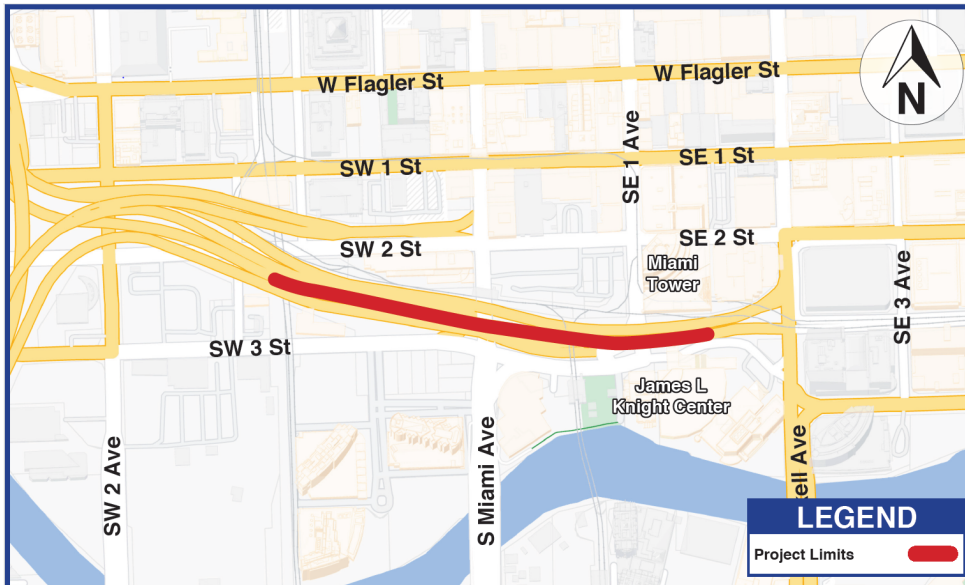 W Flagler St
W Flagler St
N
SW 1 St
SE 1 Ave
SE 1 St
SW 2 St
SE 2 St
Miami
Tower
SE 3 Ave
SW 3 St
James L
Knight Center
SW 2 Ave
S Miami Ave
ell Ave
LEGEND
Project Limits